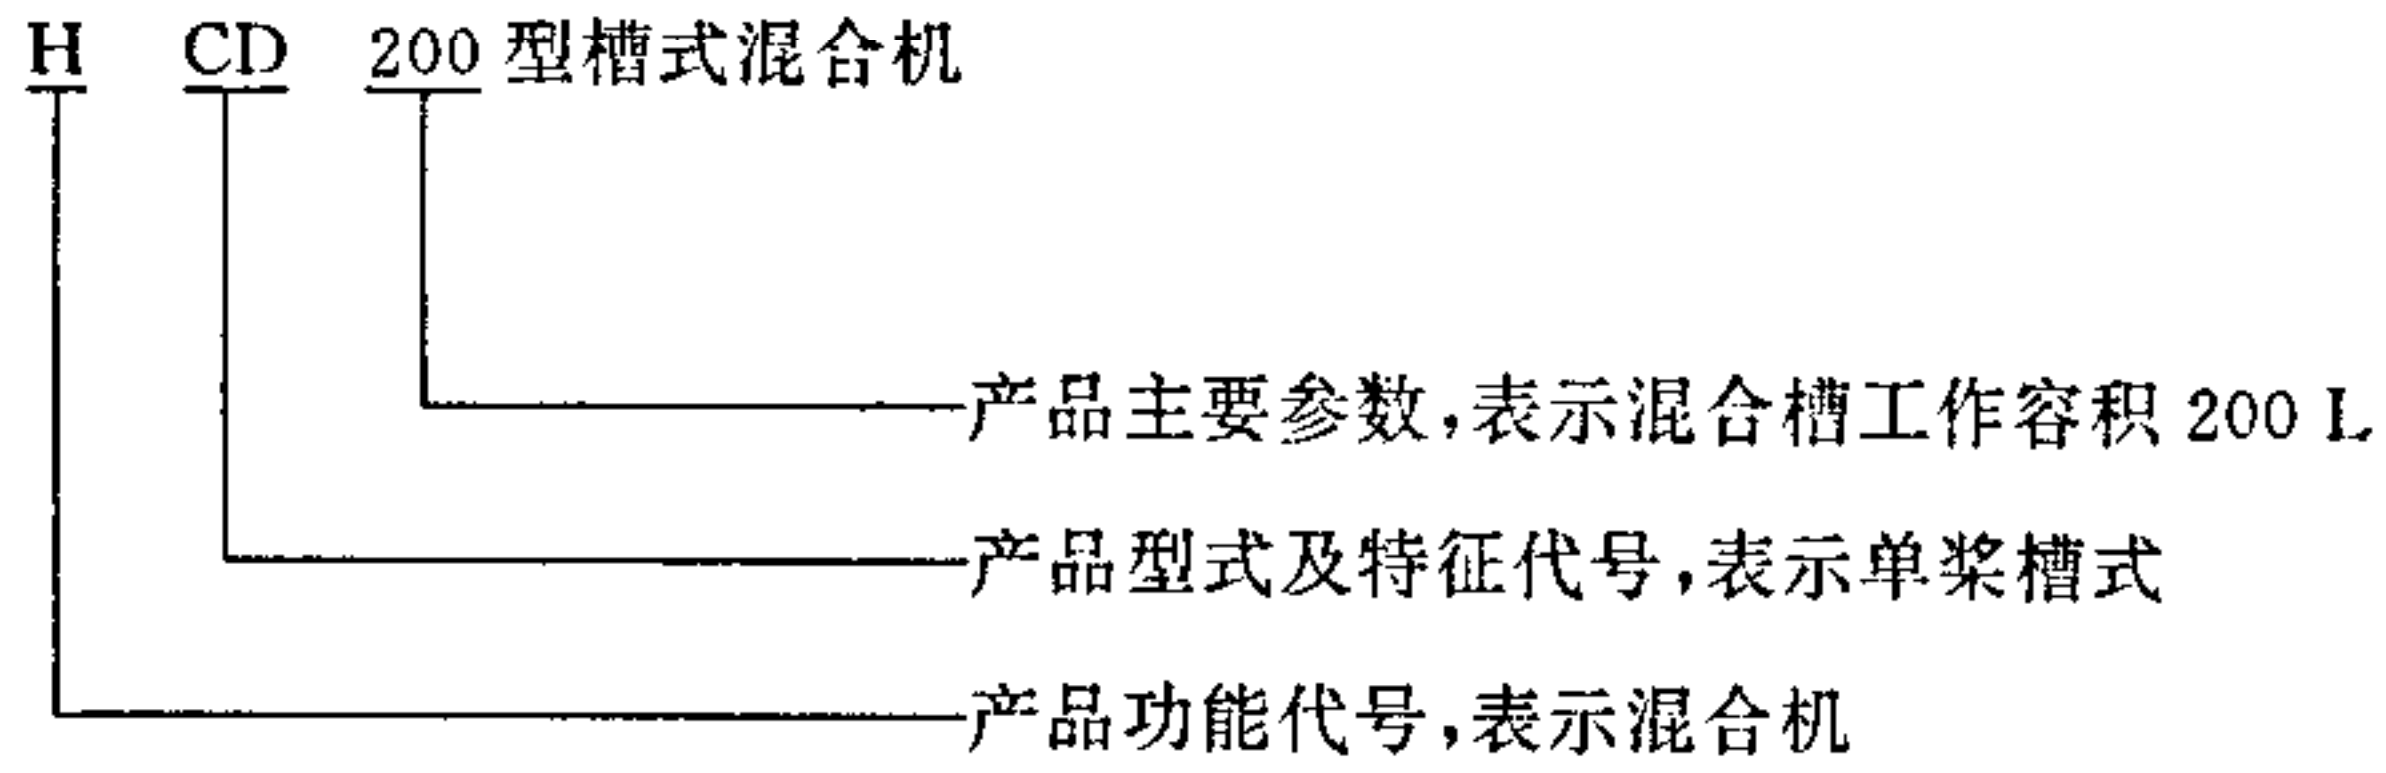 H CD 200 型槽式混合机
产品主要参数,表示混合槽工作容积 200 L
产品型式及特征代号,表示单桨槽式
产品功能代号,表示混合机